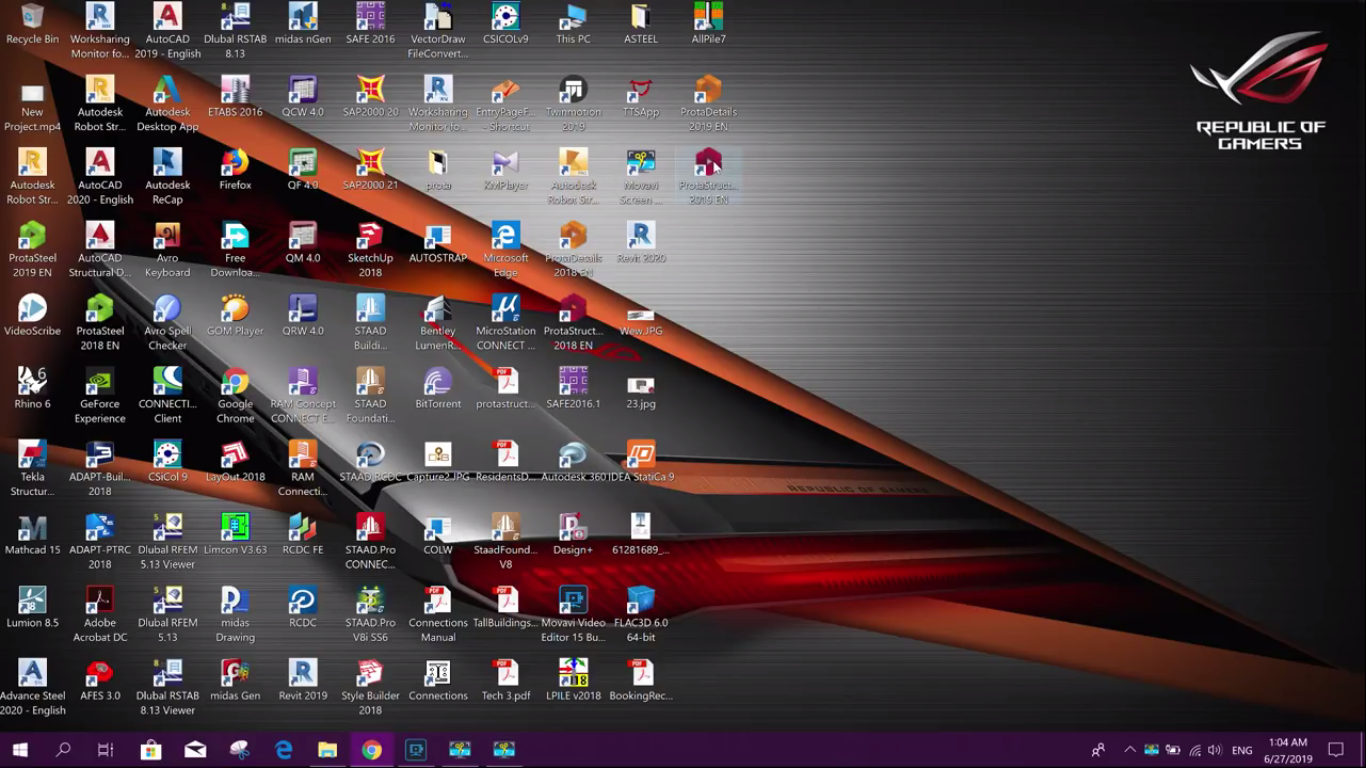 Recycle Bin
Worksharing
Monitor fo...
AutoCAD
2019 - English
Dlubal RSTAB
8.13
midas nGen
SAFE 2016
VectorDraw
FileConvert...
CSICOLv9
This PC
ASTEEL
AllPile7
New
Project.mp4
Autodesk
Robot Str...
Autodesk
Desktop App
ETABS 2016
QCW 4.0
SAP2000 20
Worksharing
Monitor fo...
EntryPageF...
- Shortcut
Twinmotion
2019
TTSApp
ProtaDetails
2019 EN
Autodesk
Robot Str...
AutoCAD
2020 - English
Autodesk
ReCap
Firefox
QF 4.0
SAP2000 21
prota
KMPlayer
Autodesk
Robot Str...
Movavi
Screen ...
ProtaStruct...
2019 EN
ProtaSteel
2019 EN
AutoCAD
Structural D...
Avro
Keyboard
Free
Downloa...
QM 4.0
SketchUp
2018
AUTOSTRAP
Microsoft
Edge
ProtaDetails
2018 EN
Revit 2020
VideoScribe
ProtaSteel
2018 EN
Avro Spell
Checker
GOM Player
QRW 4.0
STAAD
Buildi...
Bentley
LumenR...
MicroStation
CONNECT ...
ProtaStruct...
2018 EN
Wew.JPG
Rhino 6
GeForce
Experience
CONNECTI...
Client
Google
Chrome
RAM Concept
CONNECT E...
STAAD
Foundati...
BitTorrent
protastruct...
SAFE2016.1
23.jpg
Tekla
Structur...
ADAPT-Buil...
2018
CSiCol 9
LayOut 2018
RAM
Connecti...
STAAD RCDC
Capture2.JPG
ResidentsD...
Autodesk 360
IDEA StatiCa 9
Mathcad 15
ADAPT-PTRC
2018
Dlubal RFEM
5.13 Viewer
Limcon V3.63
RCDC FE
STAAD.Pro
CONNEC...
COLW
StaadFound...
V8
Design+
61281689_...
Lumion 8.5
Adobe
Acrobat DC
Dlubal RFEM
5.13
midas
Drawing
RCDC
STAAD.Pro
V8i SS6
Connections
Manual
TallBuildings...
Movavi Video
Editor 15 Bu...
FLAC3D 6.0
64-bit
Advance Steel
2020 - English
AFES 3.0
Dlubal RSTAB
8.13 Viewer
midas Gen
Revit 2019
Style Builder
2018
Connections
Tech 3.pdf
LPILE v2018
BookingRec...
REPUBLIC OF
GAMERS
REPUBLIC OF GAMERS
ENG
1:04 AM
6/27/2019